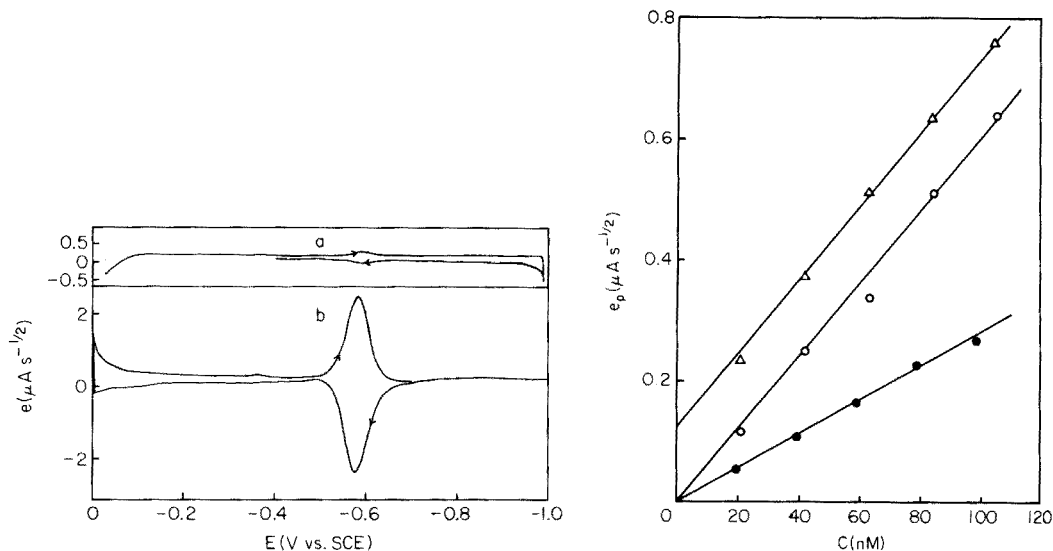 a
0.5
0
-0.5
b
2
0
-2
e(μA s⁻¹/²)
0 -0.2 -0.4 -0.6 -0.8 -1.0
E(V vs. SCE)
0.8
0.6
0.4
0.2
0
eₚ(μA s⁻¹/²)
0 20 40 60 80 100 120
C(nM)